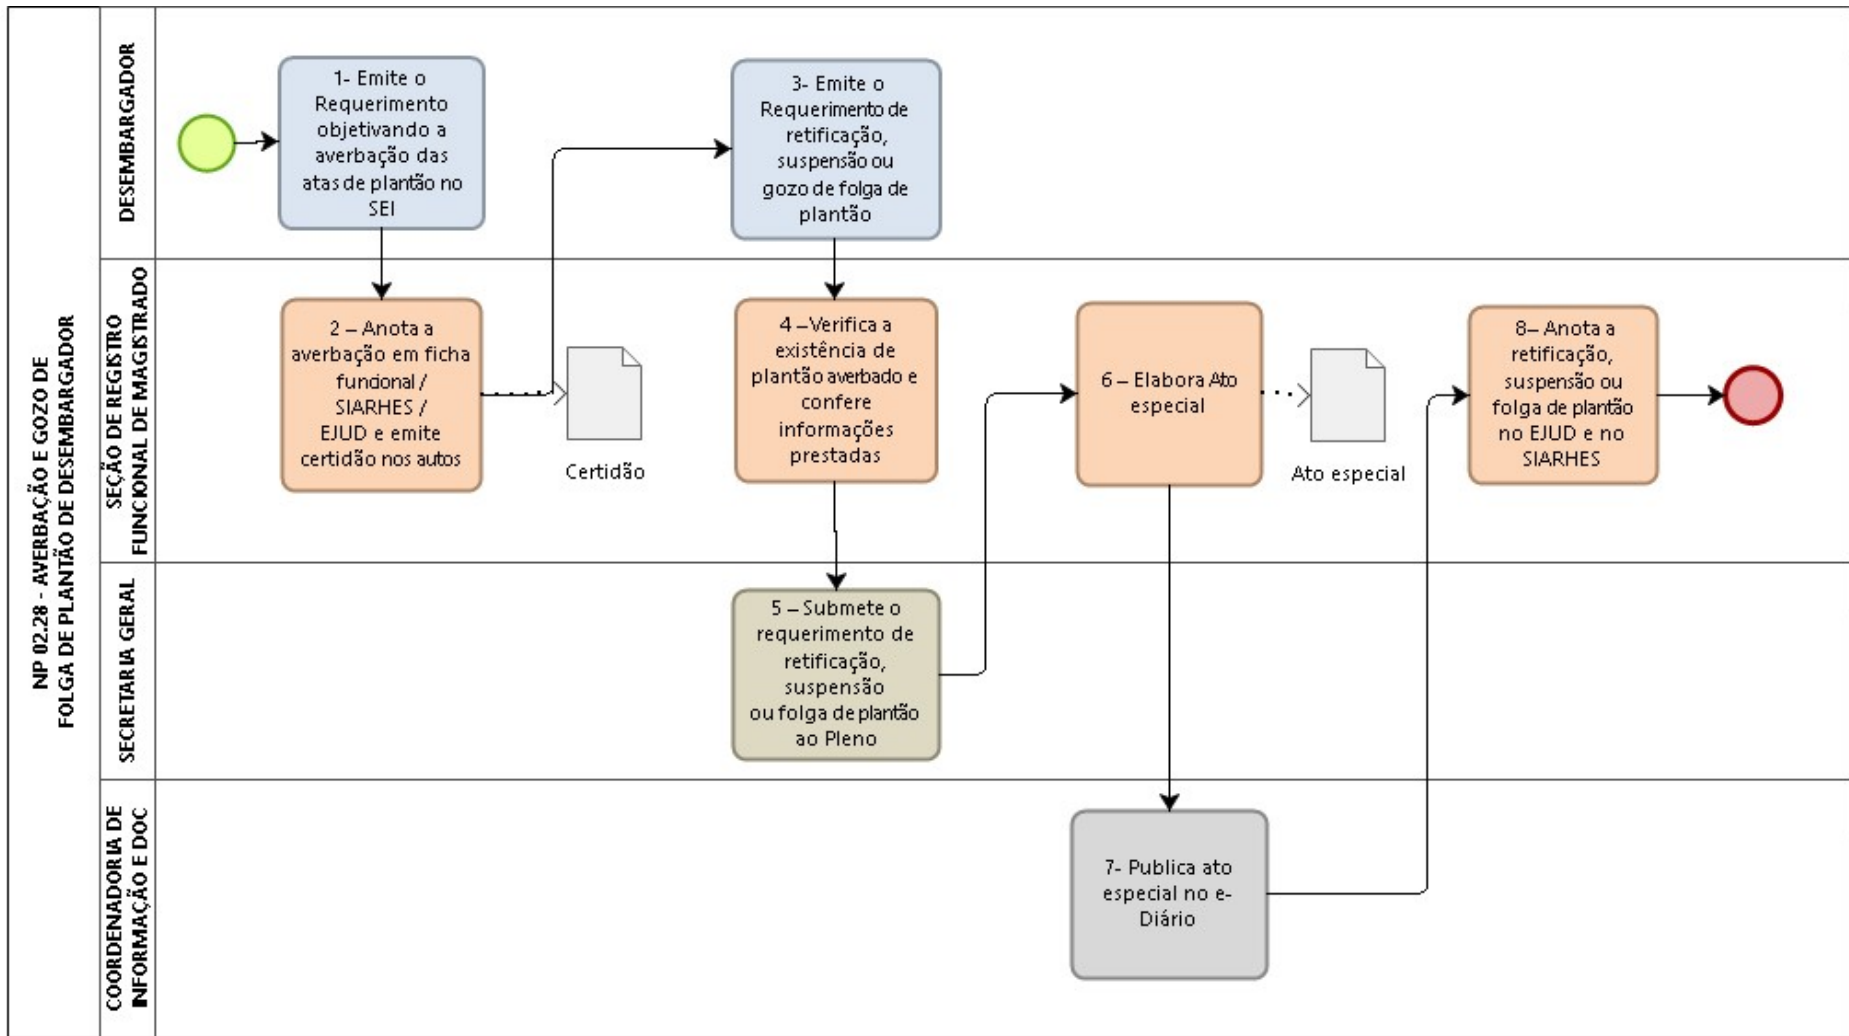 NP 02.28 - AVERBAÇÃO E GOZO DE
FOLGA DE PLANTÃO DE DESEMBARGADOR
DESEMBARGADOR
1- Emite o
Requerimento
objetivando a
averbação das
atas de plantão no
SEI
3- Emite o
Requerimento de
retificação,
suspensão ou
gozo de folga de
plantão
SEÇÃO DE REGISTRO
FUNCIONAL DE MAGISTRADO
2 – Anota a
averbação em ficha
funcional /
SIARHES /
EJUD e emite
certidão nos autos
Certidão
4 –Verifica a
existência de
plantão averbado e
confere
informações
prestadas
6 – Elabora Ato
especial
Ato especial
8– Anota a
retificação,
suspensão ou
folga de plantão
no EJUD e no
SIARHES
SECRETARIA GERAL
5 – Submete o
requerimento de
retificação,
suspensão
ou folga de plantão
ao Pleno
COORDENADORIA DE
INFORMAÇÃO E DOC
7- Publica ato
especial no e-
Diário